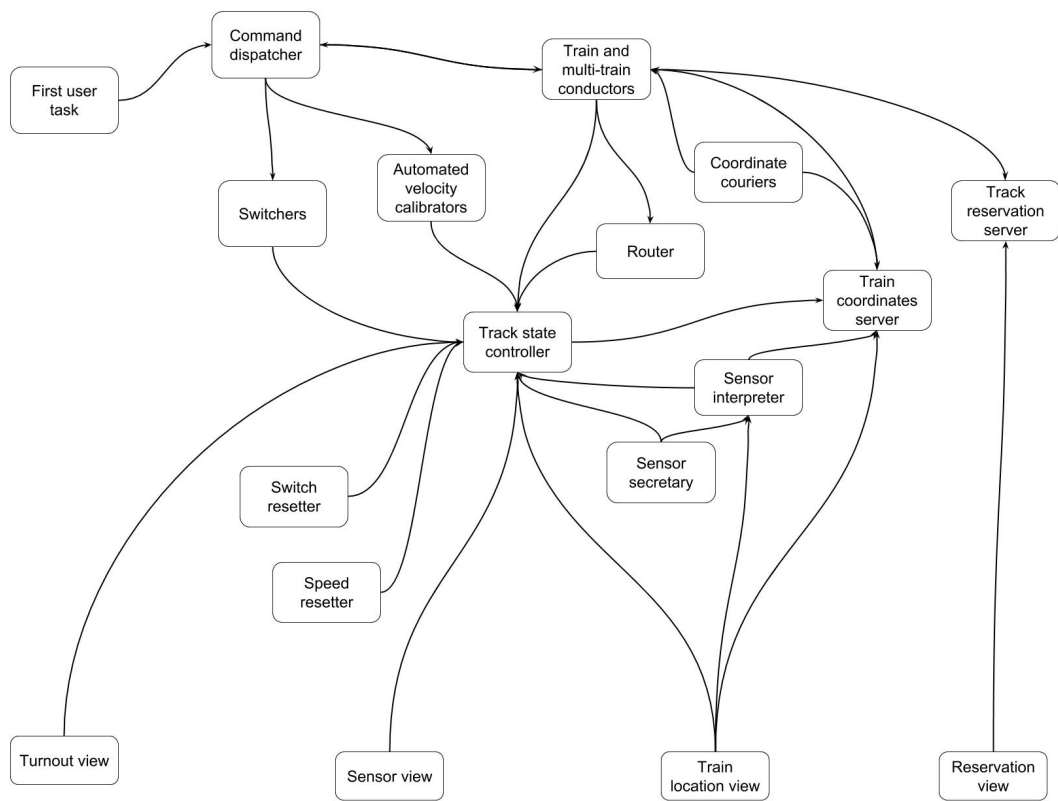 Command
dispatcher
Train and
multi-train
conductors
First user
task
Automated
velocity
calibrators
Coordinate
couriers
Switchers
Track
reservation
server
Router
Train
coordinates
server
Track state
controller
Sensor
interpreter
Sensor
secretary
Switch
resetter
Speed
resetter
Turnout view
Sensor view
Train
location view
Reservation
view